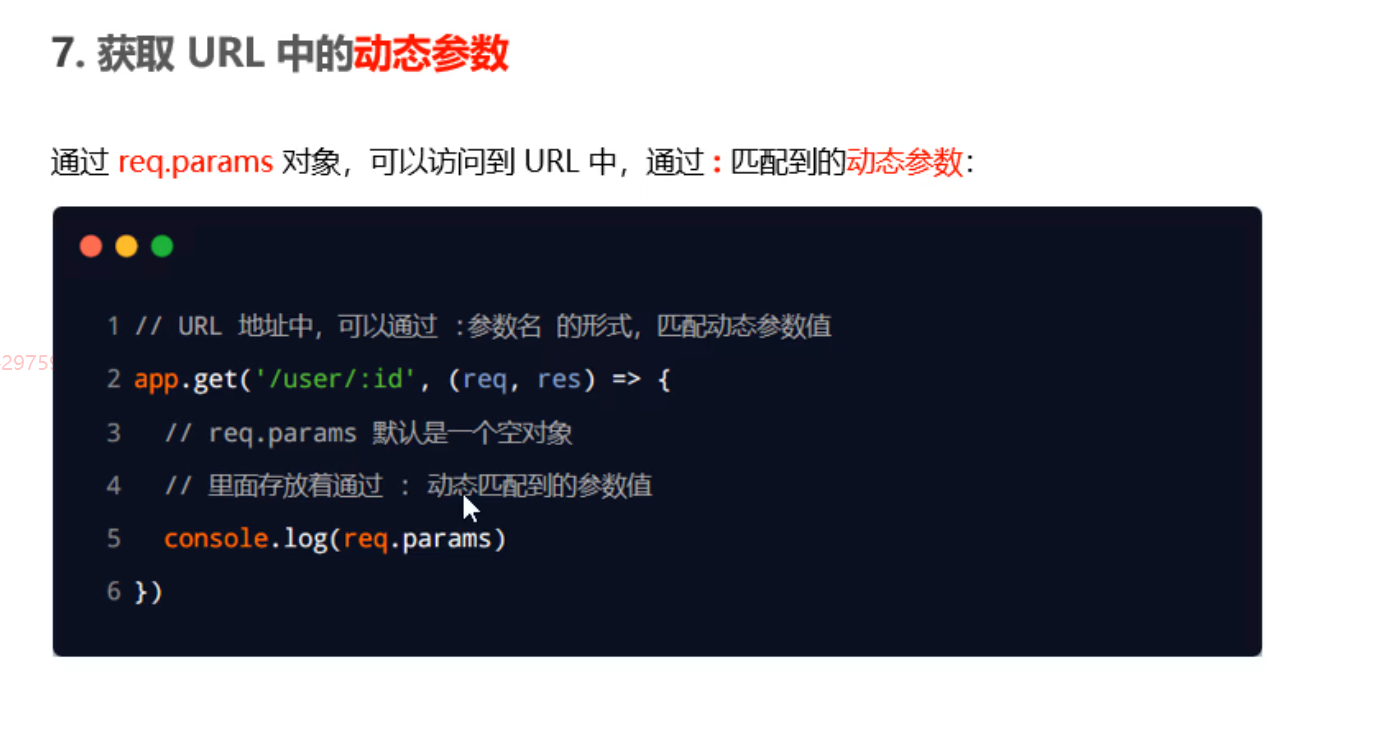 7. 获取 URL 中的动态参数
通过 req.params 对象，可以访问到 URL 中，通过 : 匹配到的动态参数：
1 // URL 地址中，可以通过 :参数名 的形式，匹配动态参数值
29759
2 app.get('/user/:id', (req, res) => {
3 // req.params 默认是一个空对象
4 // 里面存放着通过 : 动态匹配到的参数值
5 console.log(req.params)
6 })